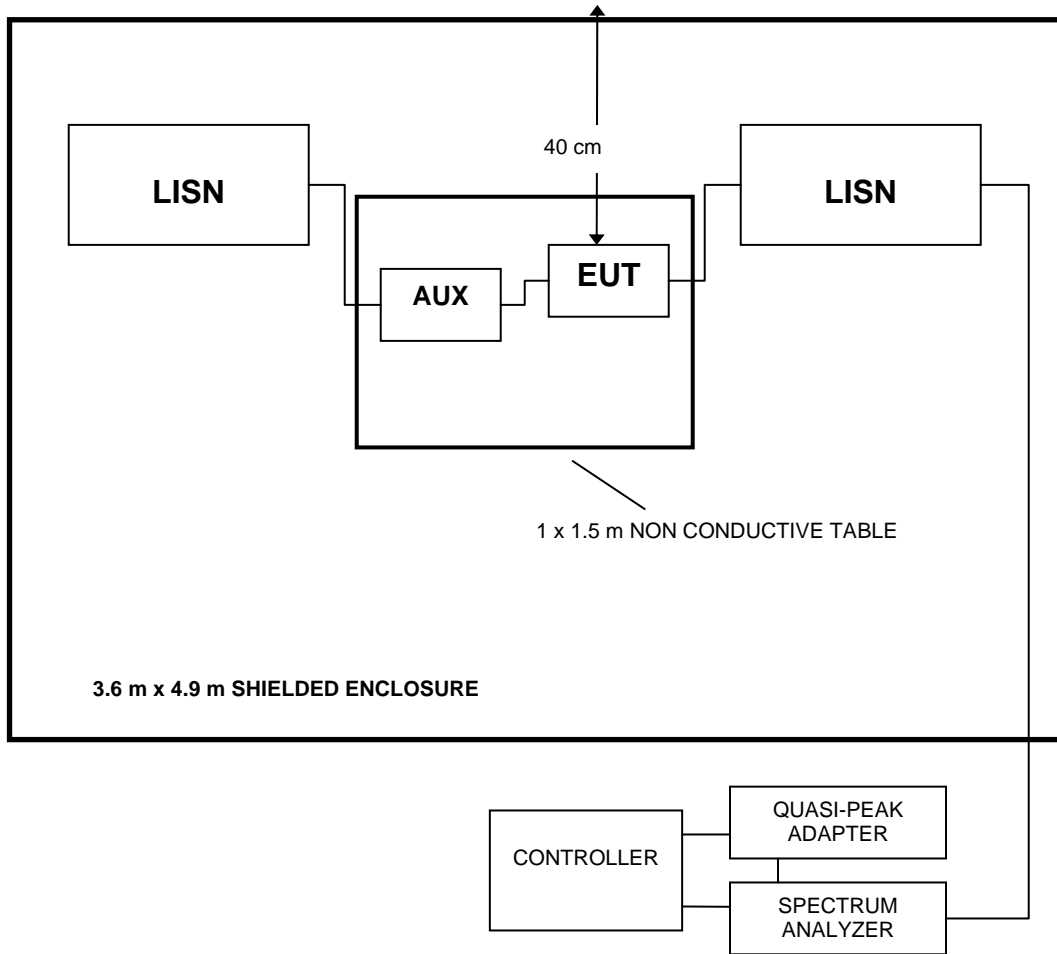 40 cm
LISN
LISN
EUT
AUX
1 x 1.5 m NON CONDUCTIVE TABLE
3.6 m x 4.9 m SHIELDED ENCLOSURE
QUASI-PEAK
ADAPTER
CONTROLLER
SPECTRUM
ANALYZER